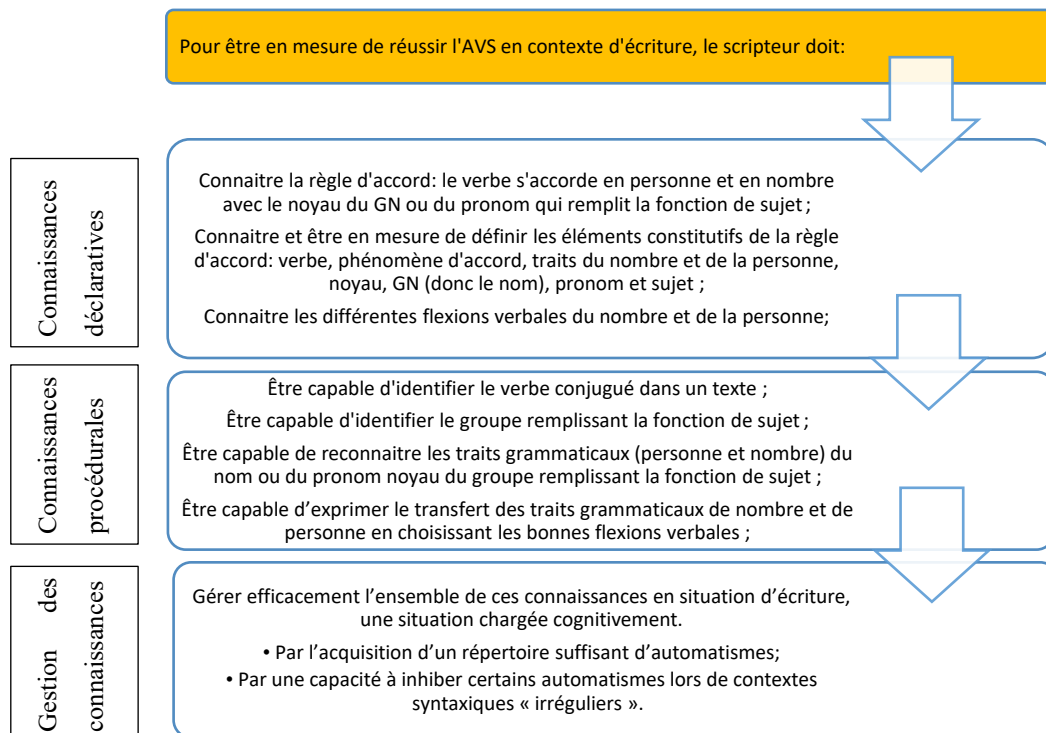 Pour être en mesure de réussir l'AVS en contexte d'écriture, le scripteur doit:
Connaissances
déclaratives
Connaitre la règle d'accord: le verbe s'accorde en personne et en nombre
avec le noyau du GN ou du pronom qui remplit la fonction de sujet ;
Connaitre et être en mesure de définir les éléments constitutifs de la règle
d'accord: verbe, phénomène d'accord, traits du nombre et de la personne,
noyau, GN (donc le nom), pronom et sujet ;
Connaitre les différentes flexions verbales du nombre et de la personne;
Connaissances
procédurales
Être capable d'identifier le verbe conjugué dans un texte ;
Être capable d'identifier le groupe remplissant la fonction de sujet ;
Être capable de reconnaitre les traits grammaticaux (personne et nombre) du
nom ou du pronom noyau du groupe remplissant la fonction de sujet ;
Être capable d’exprimer le transfert des traits grammaticaux de nombre et de
personne en choisissant les bonnes flexions verbales ;
Gestion des
connaissances
Gérer efficacement l’ensemble de ces connaissances en situation d’écriture,
une situation chargée cognitivement.
• Par l’acquisition d’un répertoire suffisant d’automatismes;
• Par une capacité à inhiber certains automatismes lors de contextes
syntaxiques « irréguliers ».